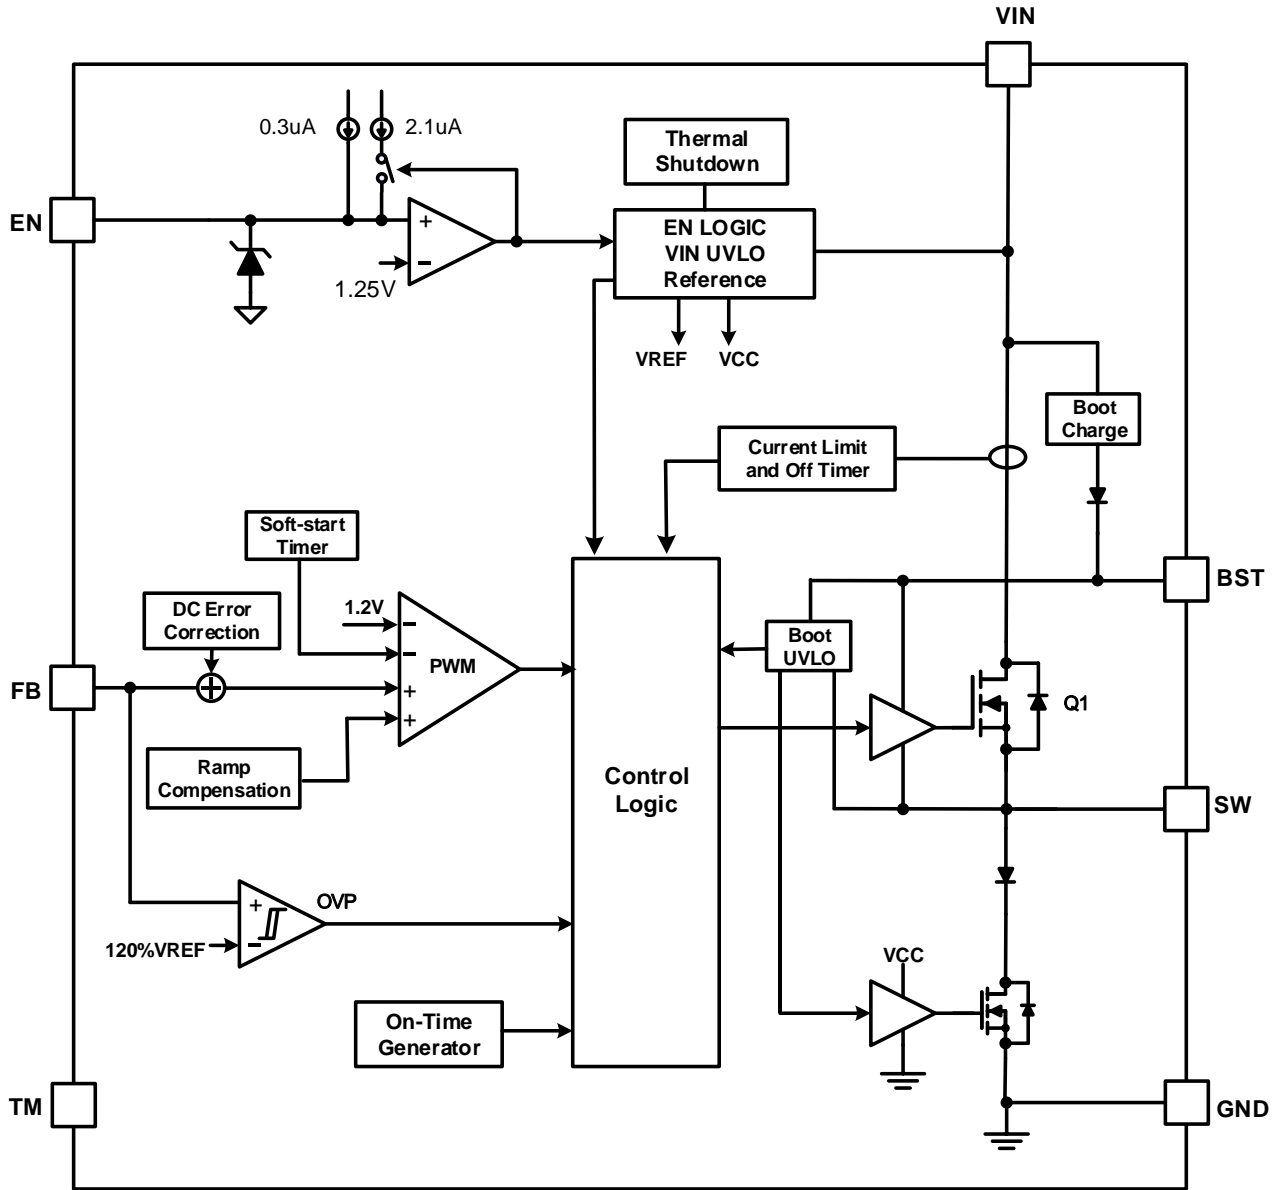 VIN
0.3uA
2.1uA
Thermal
Shutdown
EN
EN LOGIC
VIN UVLO
Reference
+
-
1.25V
VREF
VCC
Boot
Charge
Current Limit
and Off Timer
Soft-start
Timer
BST
DC Error
Correction
1.2V
-
-
PWM
+
+
Boot
UVLO
FB
Q1
Ramp
Compensation
Control
Logic
SW
OVP
+
-
120%VREF
VCC
On-Time
Generator
TM
GND